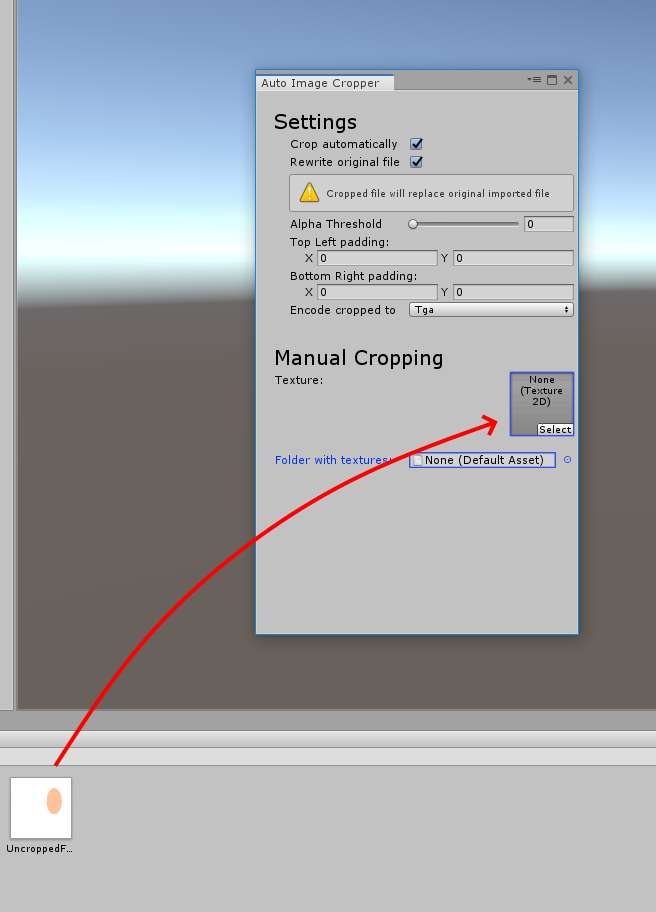 Auto Image Cropper
Settings
Crop automatically
Rewrite original file
Cropped file will replace original imported file
Alpha Threshold 0
Top Left padding:
X 0 Y 0
Bottom Right padding:
X 0 Y 0
Encode cropped to Tga
Manual Cropping
Texture:
None
(Texture
2D)
Select
Folder with textures: None (Default Asset)
UncroppedF...